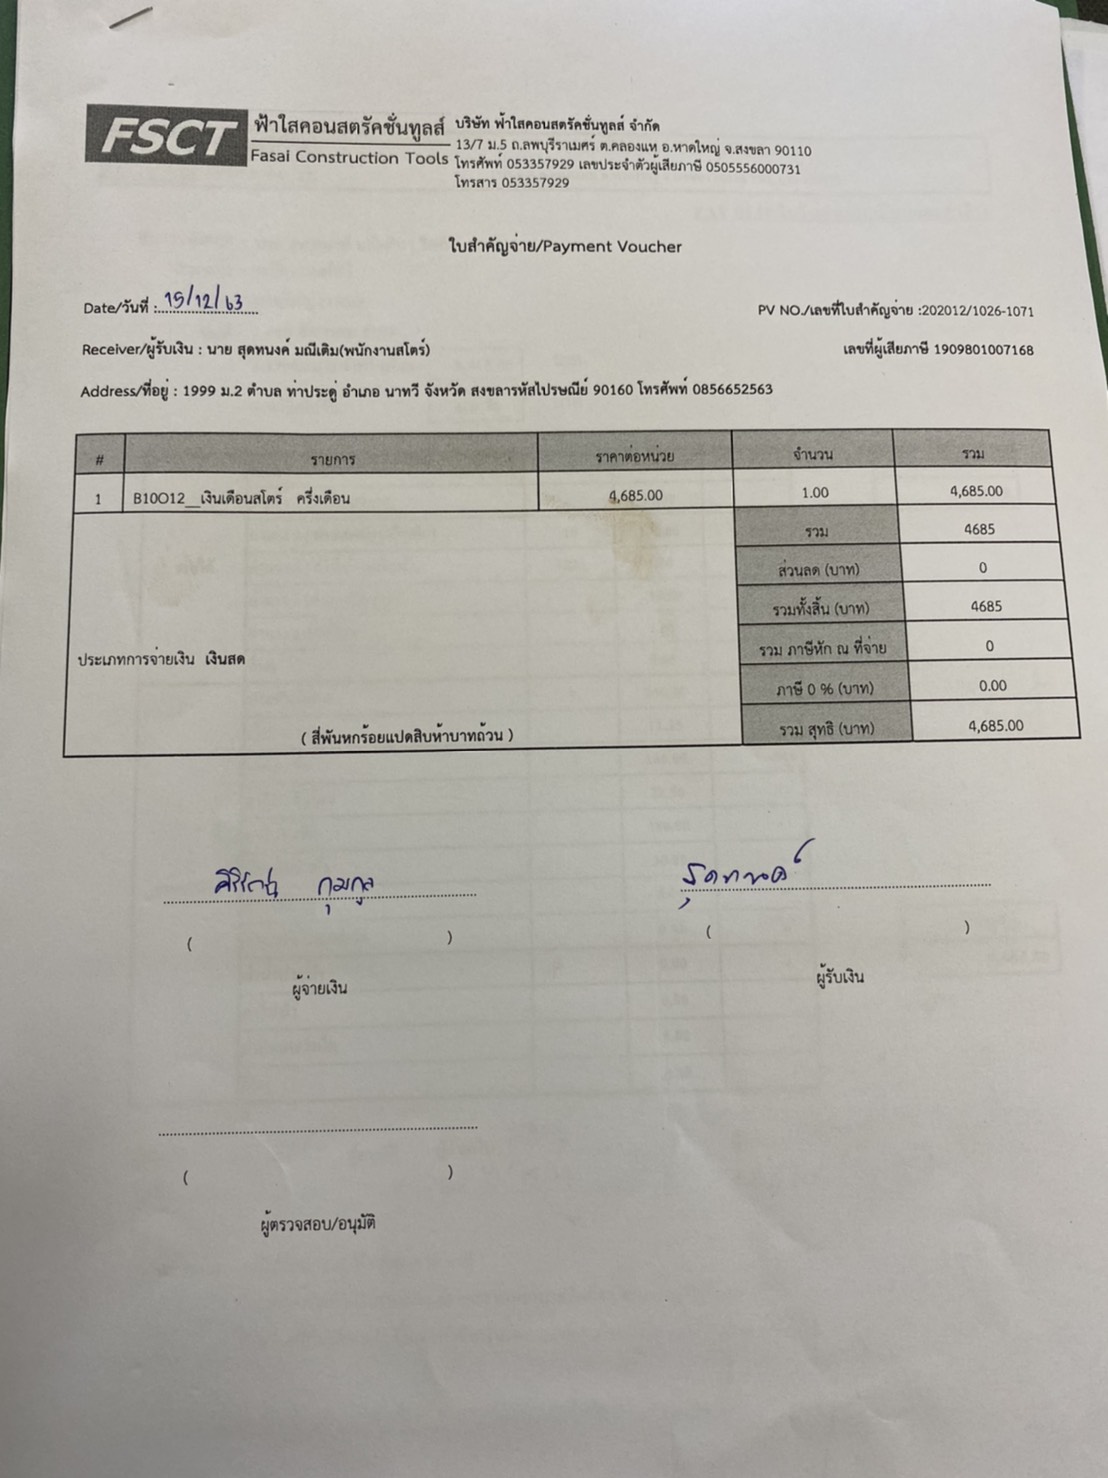 FSCT ฟ้าใสคอนสตรัคชั่นทูลส์
Fasai Construction Tools
บริษัท ฟ้าใสคอนสตรัคชั่นทูลส์ จำกัด
13/7 ม.5 ถ.ลพบุรีราเมศร์ ต.คลองแห อ.หาดใหญ่ จ.สงขลา 90110
โทรศัพท์ 053357929 เลขประจำตัวผู้เสียภาษี 0505556000731
โทรสาร 053357929
ใบสำคัญจ่าย/Payment Voucher
Date/วันที่ : 15/12/63
PV NO./เลขที่ใบสำคัญจ่าย :202012/1026-1071
Receiver/ผู้รับเงิน : นาย สุดทนงค์ มณีเดิม(พนักงานสโตร์)
เลขที่ผู้เสียภาษี 1909801007168
Address/ที่อยู่ : 1999 ม.2 ตำบล ท่าประดู่ อำเภอ นาทวี จังหวัด สงขลารหัสไปรษณีย์ 90160 โทรศัพท์ 0856652563
# รายการ ราคาต่อหน่วย จำนวน รวม
1 B10O12__เงินเดือนสโตร์ ครึ่งเดือน 4,685.00 1.00 4,685.00
รวม 4685
ส่วนลด (บาท) 0
รวมทั้งสิ้น (บาท) 4685
รวม ภาษีหัก ณ ที่จ่าย 0
ประเภทการจ่ายเงิน เงินสด
ภาษี 0 % (บาท) 0.00
( สี่พันหกร้อยแปดสิบห้าบาทถ้วน ) รวม สุทธิ (บาท) 4,685.00
สุดทนงค์
( ) ( )
ผู้จ่ายเงิน ผู้รับเงิน
( )
ผู้ตรวจสอบ/อนุมัติ